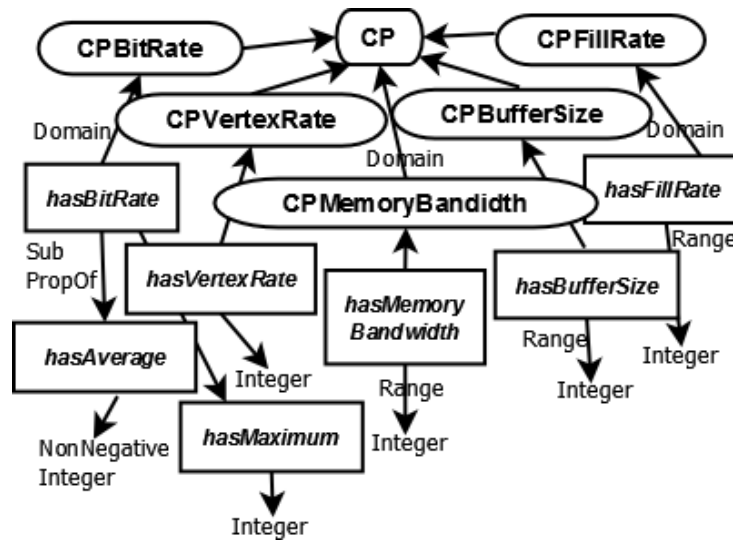 CPBitRate
CP
CPFillRate
CPVertexRate
CPBufferSize
Domain
Domain
Domain
hasBitRate
CPMemoryBandidth
hasFillRate
Sub
PropOf
hasVertexRate
Range
hasMemory
Bandwidth
hasBufferSize
hasAverage
Range
Integer
Integer
Range
Integer
hasMaximum
NonNegative
Integer
Integer
Integer